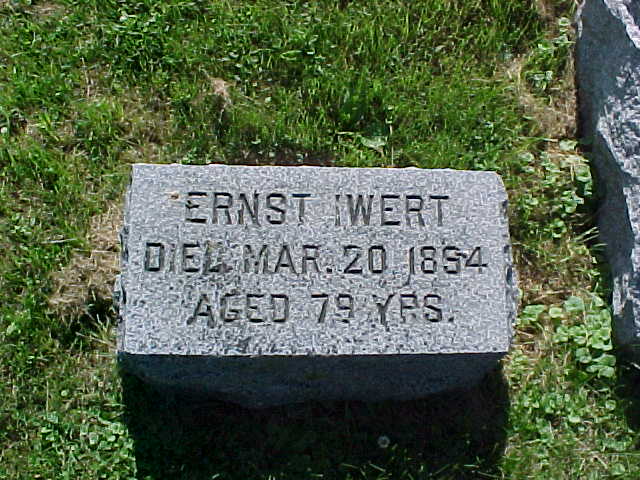 ERNST IWERT
DIED MAR. 20 1894
AGED 79 YRS.